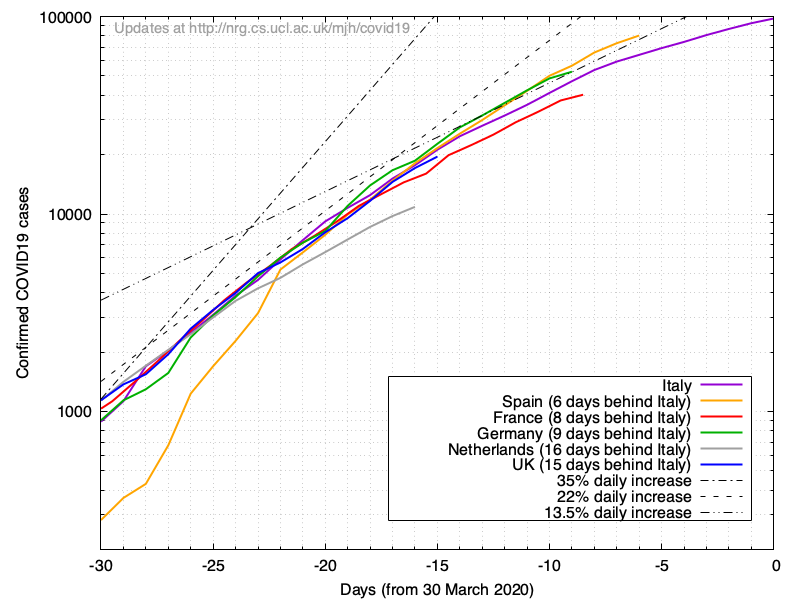 100000
Updates at http://nrg.cs.ucl.ac.uk/mjh/covid19
10000
Confirmed COVID19 cases
1000
Italy
Spain (6 days behind Italy)
France (8 days behind Italy)
Germany (9 days behind Italy)
Netherlands (16 days behind Italy)
UK (15 days behind Italy)
35% daily increase
22% daily increase
13.5% daily increase
-30 -25 -20 -15 -10 -5 0
Days (from 30 March 2020)